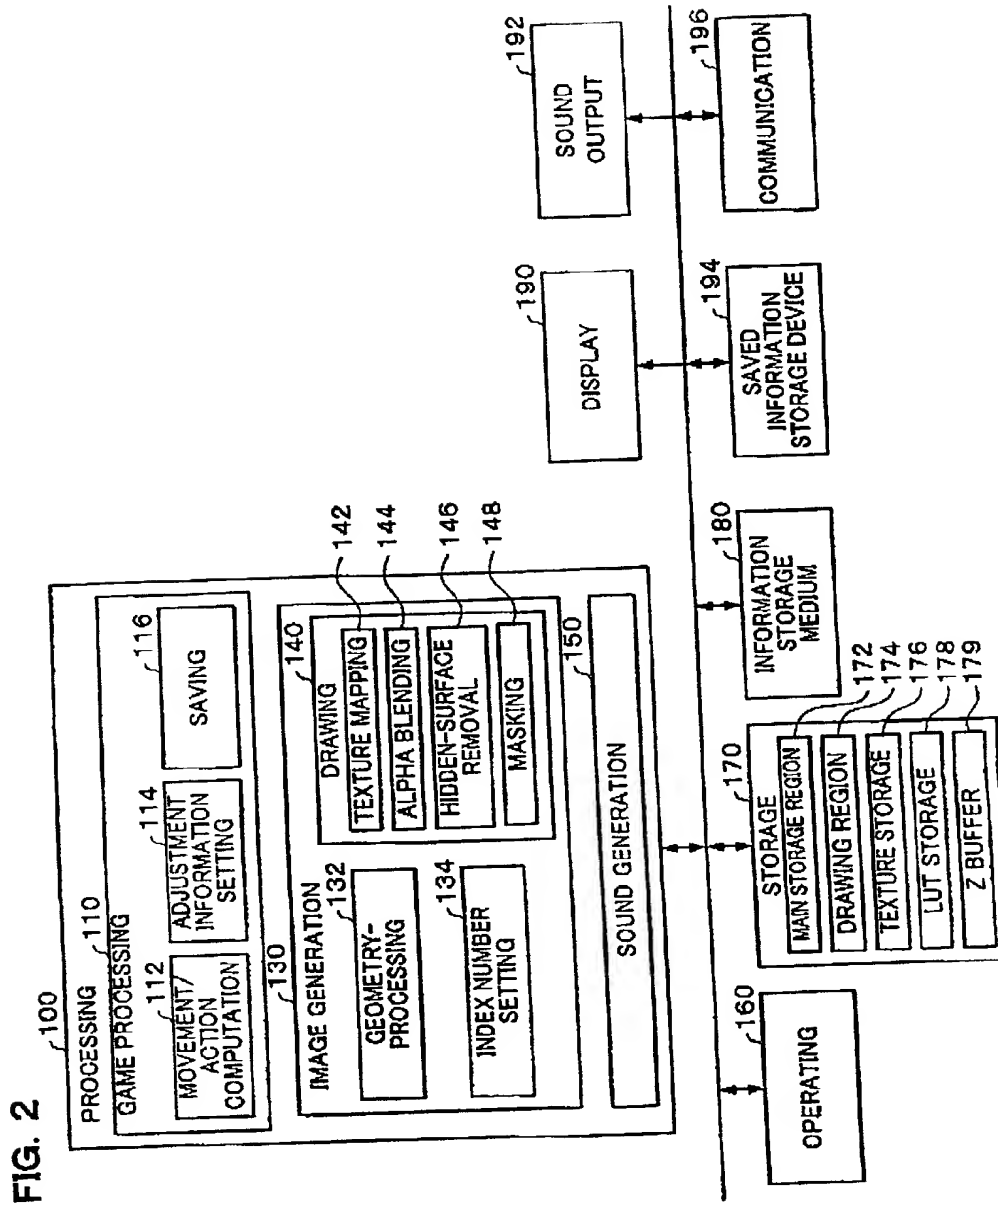 FIG. 2
100
PROCESSING
110
GAME PROCESSING
112
MOVEMENT/
ACTION
COMPUTATION
114
ADJUSTMENT
INFORMATION
SETTING
116
SAVING
130
IMAGE GENERATION
132
GEOMETRY-
PROCESSING
134
INDEX NUMBER
SETTING
140
DRAWING
TEXTURE MAPPING
142
ALPHA BLENDING
144
HIDDEN-SURFACE
REMOVAL
146
MASKING
148
150
SOUND GENERATION
160
OPERATING
170
STORAGE
MAIN STORAGE REGION
172
DRAWING REGION
174
TEXTURE STORAGE
176
LUT STORAGE
178
Z BUFFER
179
180
INFORMATION
STORAGE
MEDIUM
190
DISPLAY
192
SOUND
OUTPUT
194
SAVED
INFORMATION
STORAGE DEVICE
196
COMMUNICATION